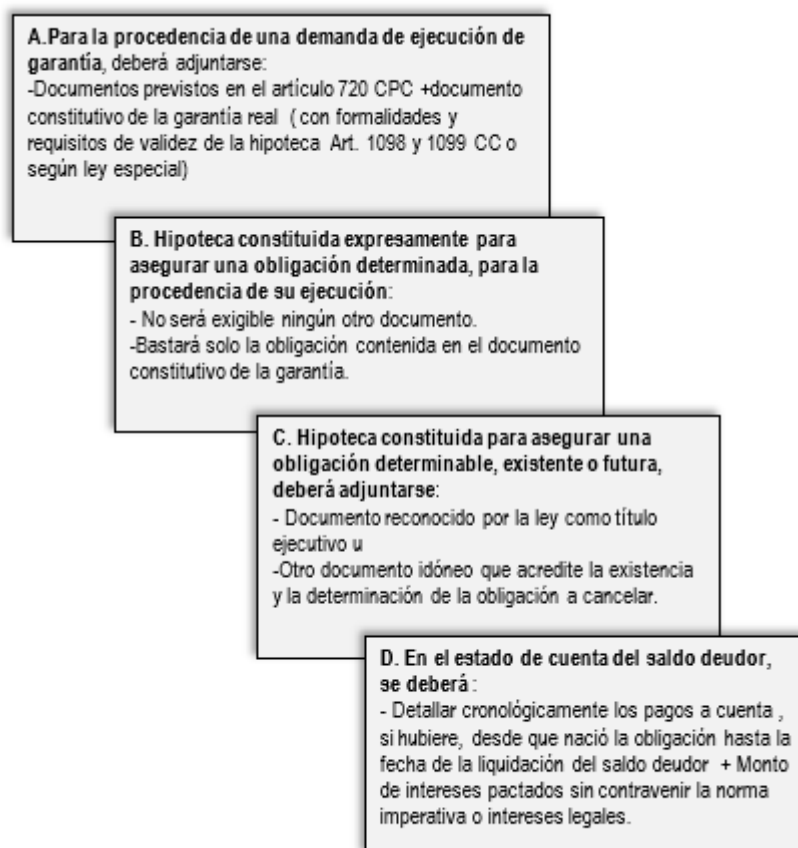 A.Para la procedencia de una demanda de ejecución de
garantía, deberá adjuntarse:
-Documentos previstos en el artículo 720 CPC +documento
constitutivo de la garantía real ( con formalidades y
requisitos de validez de la hipoteca Art. 1098 y 1099 CC o
según ley especial)
B. Hipoteca constituida expresamente para
asegurar una obligación determinada, para la
procedencia de su ejecución:
- No será exigible ningún otro documento.
-Bastará solo la obligación contenida en el documento
constitutivo de la garantía.
C. Hipoteca constituida para asegurar una
obligación determinable, existente o futura,
deberá adjuntarse:
- Documento reconocido por la ley como título
ejecutivo u
-Otro documento idóneo que acredite la existencia
y la determinación de la obligación a cancelar.
D. En el estado de cuenta del saldo deudor,
se deberá :
- Detallar cronológicamente los pagos a cuenta ,
si hubiere, desde que nació la obligación hasta la
fecha de la liquidación del saldo deudor + Monto
de intereses pactados sin contravenir la norma
imperativa o intereses legales.